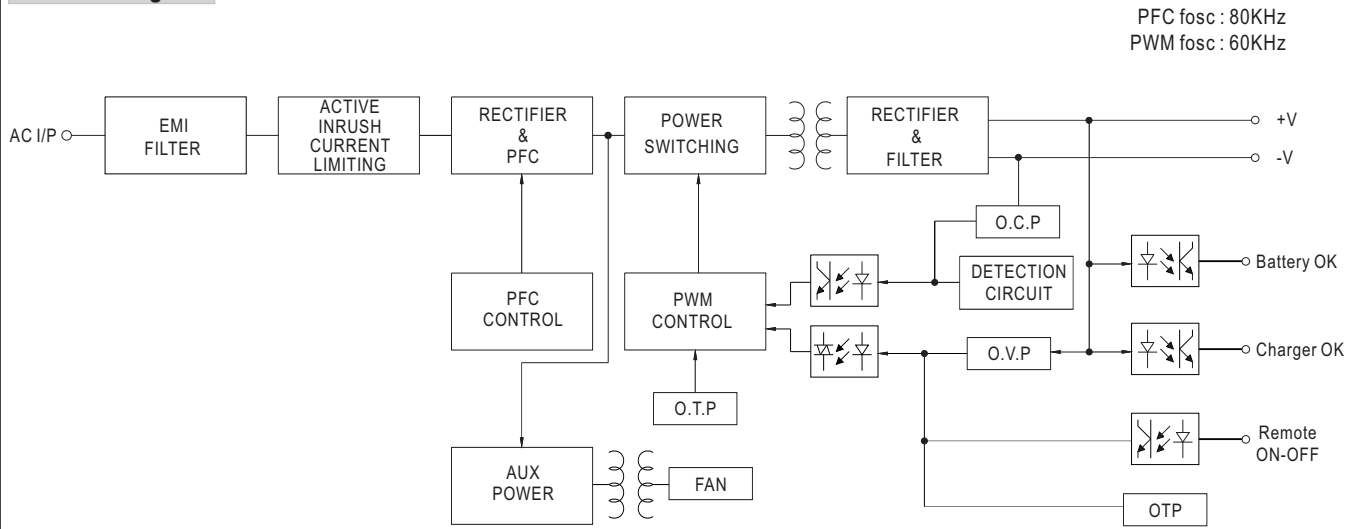 PFC fosc : 80KHz
PWM fosc : 60KHz
AC I/P
EMI
FILTER
ACTIVE
INRUSH
CURRENT
LIMITING
RECTIFIER
&
PFC
POWER
SWITCHING
RECTIFIER
&
FILTER
+V
-V
O.C.P
DETECTION
CIRCUIT
Battery OK
PFC
CONTROL
PWM
CONTROL
O.V.P
Charger OK
O.T.P
Remote
ON-OFF
AUX
POWER
FAN
OTP